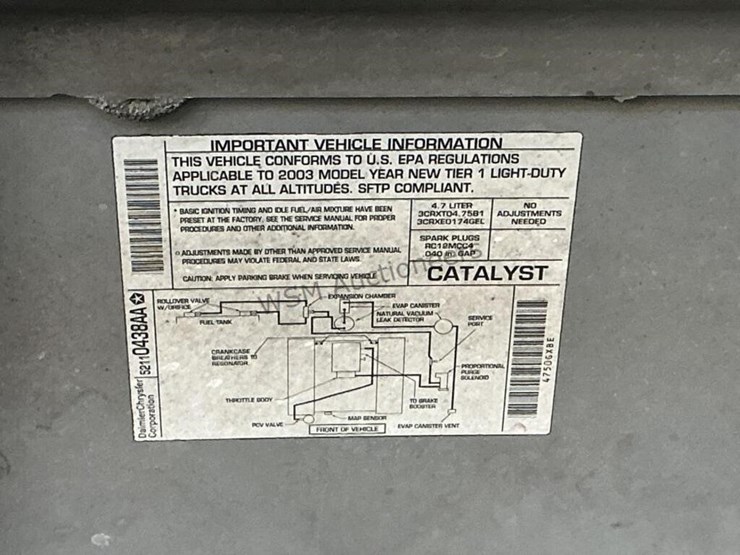 IMPORTANT VEHICLE INFORMATION
THIS VEHICLE CONFORMS TO U.S. EPA REGULATIONS
APPLICABLE TO 2003 MODEL YEAR NEW TIER 1 LIGHT-DUTY
TRUCKS AT ALL ALTITUDES. SFTP COMPLIANT.
* BASIC IGNITION TIMING AND IDLE FUEL/AIR MIXTURE HAVE BEEN
PRESET AT THE FACTORY. SEE THE SERVICE MANUAL FOR PROPER
PROCEDURES AND OTHER ADDITIONAL INFORMATION.
ADJUSTMENTS MADE BY OTHER THAN APPROVED SERVICE MANUAL
PROCEDURES MAY VIOLATE FEDERAL AND STATE LAWS.
CAUTION: APPLY PARKING BRAKE WHEN SERVICING VEHICLE
4.7 LITER
3CRXT04.75B1
3CRXE0174GEL
NO
ADJUSTMENTS
NEEDED
SPARK PLUGS
RC12MCC4
.040 in GAP
CATALYST
WSM Auctioneers
ROLLOVER VALVE
W/ORIFICE
FUEL TANK
EXPANSION CHAMBER
EVAP CANISTER
NATURAL VACUUM
LEAK DETECTOR
SERVICE
PORT
CRANKCASE
BREATHERS TO
RESONATOR
PROPORTIONAL
PURGE
SOLENOID
THROTTLE BODY
TO BRAKE
BOOSTER
PCV VALVE
MAP SENSOR
EVAP CANISTER VENT
FRONT OF VEHICLE
DaimlerChrysler
Corporation
52110438AA
4750GXBE